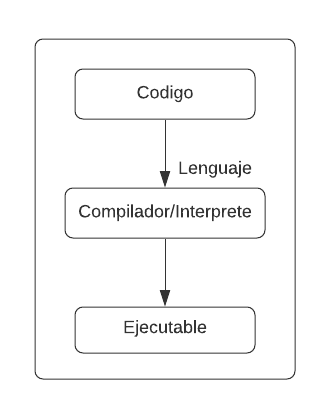 Codigo
Lenguaje
Compilador/Interprete
Ejecutable